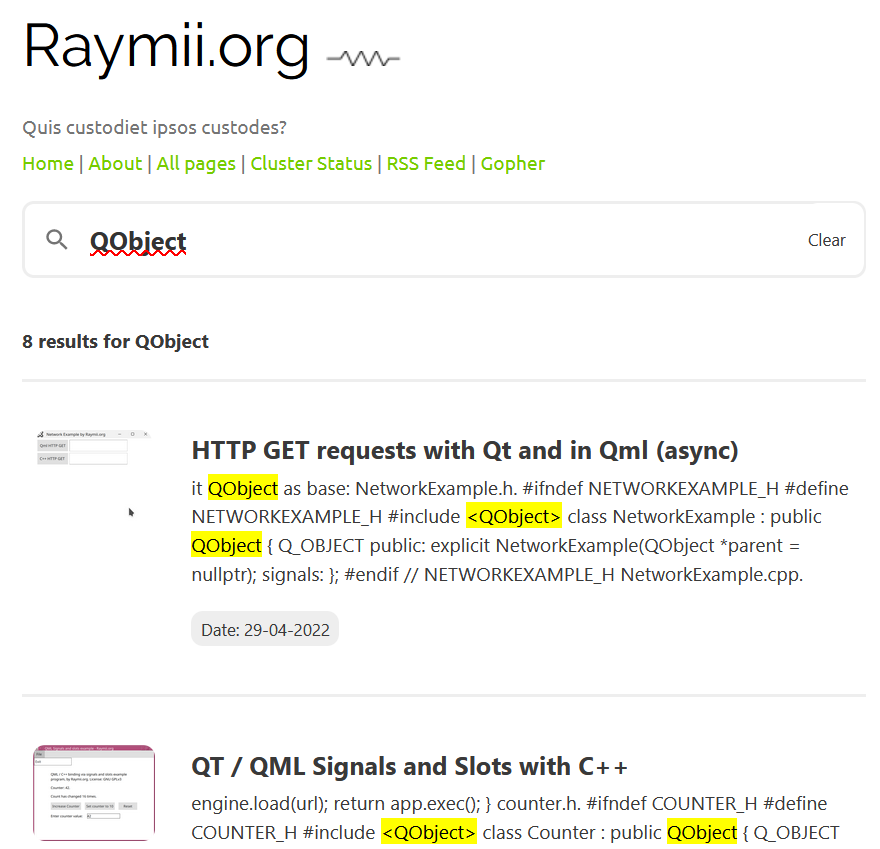 Raymii.org
Quis custodiet ipsos custodes?
Home | About | All pages | Cluster Status | RSS Feed | Gopher
QObject
Clear
8 results for QObject
Network Example by Raymii.org
QML HTTP GET
C++ HTTP GET
HTTP GET requests with Qt and in Qml (async)
it QObject as base: NetworkExample.h. #ifndef NETWORKEXAMPLE_H #define
NETWORKEXAMPLE_H #include <QObject> class NetworkExample : public
QObject { Q_OBJECT public: explicit NetworkExample(QObject *parent =
nullptr); signals: }; #endif // NETWORKEXAMPLE_H NetworkExample.cpp.
Date: 29-04-2022
QML Signals and slots example - Raymii.org
File
QML / C++ binding via signals and slots example
program, by Raymii.org. License: GNU GPLv3
Counter: 42.
Count has changed 16 times.
Increase Counter Set counter to 10 Reset
Enter counter value: 42
QT / QML Signals and Slots with C++
engine.load(url); return app.exec(); } counter.h. #ifndef COUNTER_H #define
COUNTER_H #include <QObject> class Counter : public QObject { Q_OBJECT